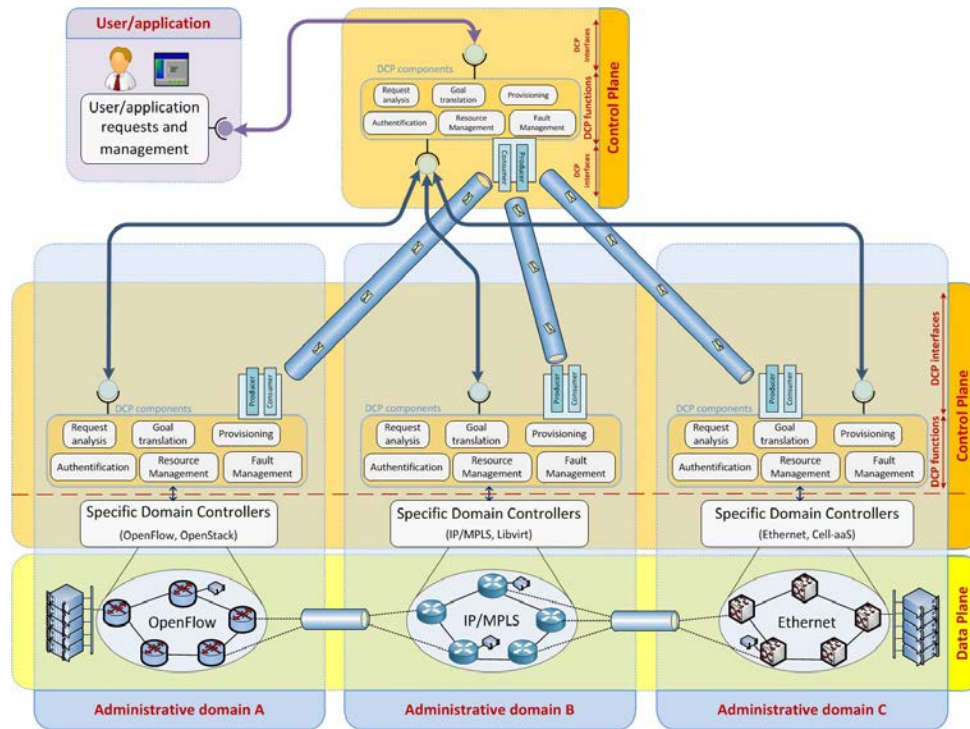 User/application
User/application
requests and
management
DCP components
Request
analysis
Goal
translation
Provisioning
Authentification
Resource
Management
Fault
Management
Consumer
Producer
DCP
interfaces
DCP functions
DCP
interfaces
Control Plane
Producer
Consumer
DCP components
Request
analysis
Goal
translation
Provisioning
Authentification
Resource
Management
Fault
Management
Specific Domain Controllers
(OpenFlow, OpenStack)
Producer
Consumer
DCP components
Request
analysis
Goal
translation
Provisioning
Authentification
Resource
Management
Fault
Management
Specific Domain Controllers
(IP/MPLS, Libvirt)
Producer
Consumer
DCP components
Request
analysis
Goal
translation
Provisioning
Authentification
Resource
Management
Fault
Management
Specific Domain Controllers
(Ethernet, Cell-aaS)
DCP interfaces
DCP functions
Control Plane
OpenFlow
IP/MPLS
Ethernet
Data Plane
Administrative domain A
Administrative domain B
Administrative domain C